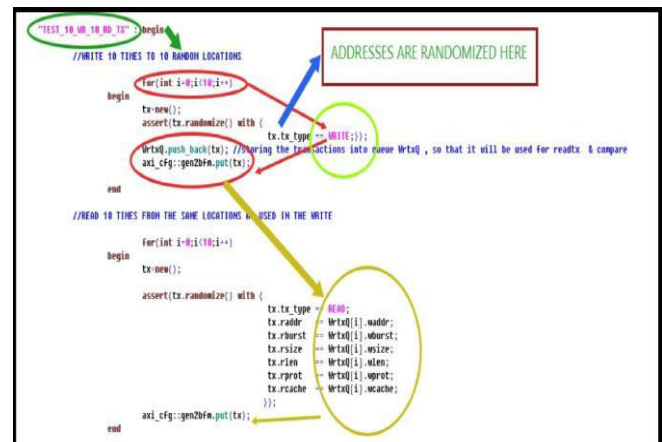 "TEST_10_WR_10_RD_TX" : begin
ADDRESSES ARE RANDOMIZED HERE
//WRITE 10 TIMES TO 10 RANDOM LOCATIONS
for(int i=0;i<10;i++)
begin
tx=new();
assert(tx.randomize() with {
tx.tx_type == WRITE;});
WrtxQ.push_back(tx); //storing the transactions into queue WrtxQ , so that it will be used for readtx & compare
axi_cfg::gen2bfm.put(tx);
end
//READ 10 TIMES FROM THE SAME LOCATIONS AS USED IN THE WRITE
for(int i=0;i<10;i++)
begin
tx=new();
assert(tx.randomize() with {
tx.tx_type == READ;
tx.raddr == WrtxQ[i].waddr;
tx.rburst == WrtxQ[i].wburst;
tx.rsize == WrtxQ[i].wsize;
tx.rlen == WrtxQ[i].wlen;
tx.rprot == WrtxQ[i].wprot;
tx.rcache == WrtxQ[i].wcache;
});
axi_cfg::gen2bfm.put(tx);
end